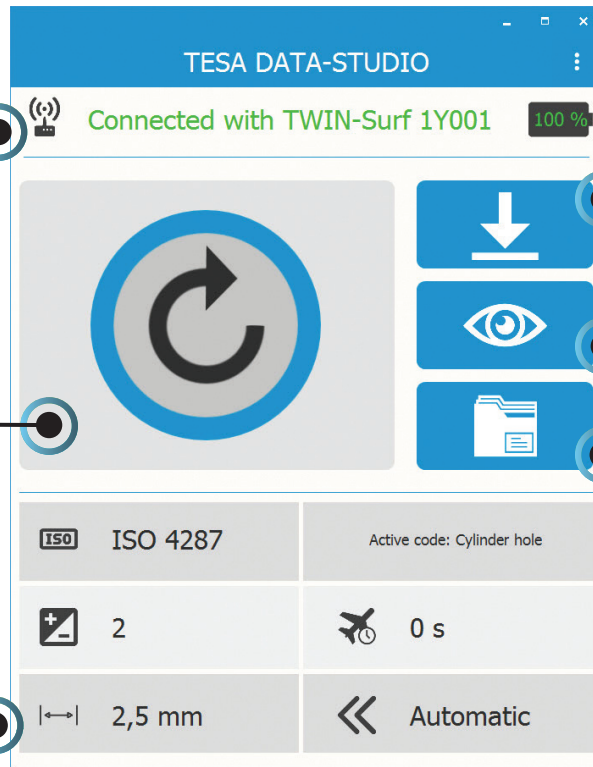 TESA DATA-STUDIO
Connected with TWIN-Surf 1Y001
100 %
ISO
ISO 4287
Active code: Cylinder hole
2
0 s
2,5 mm
Automatic